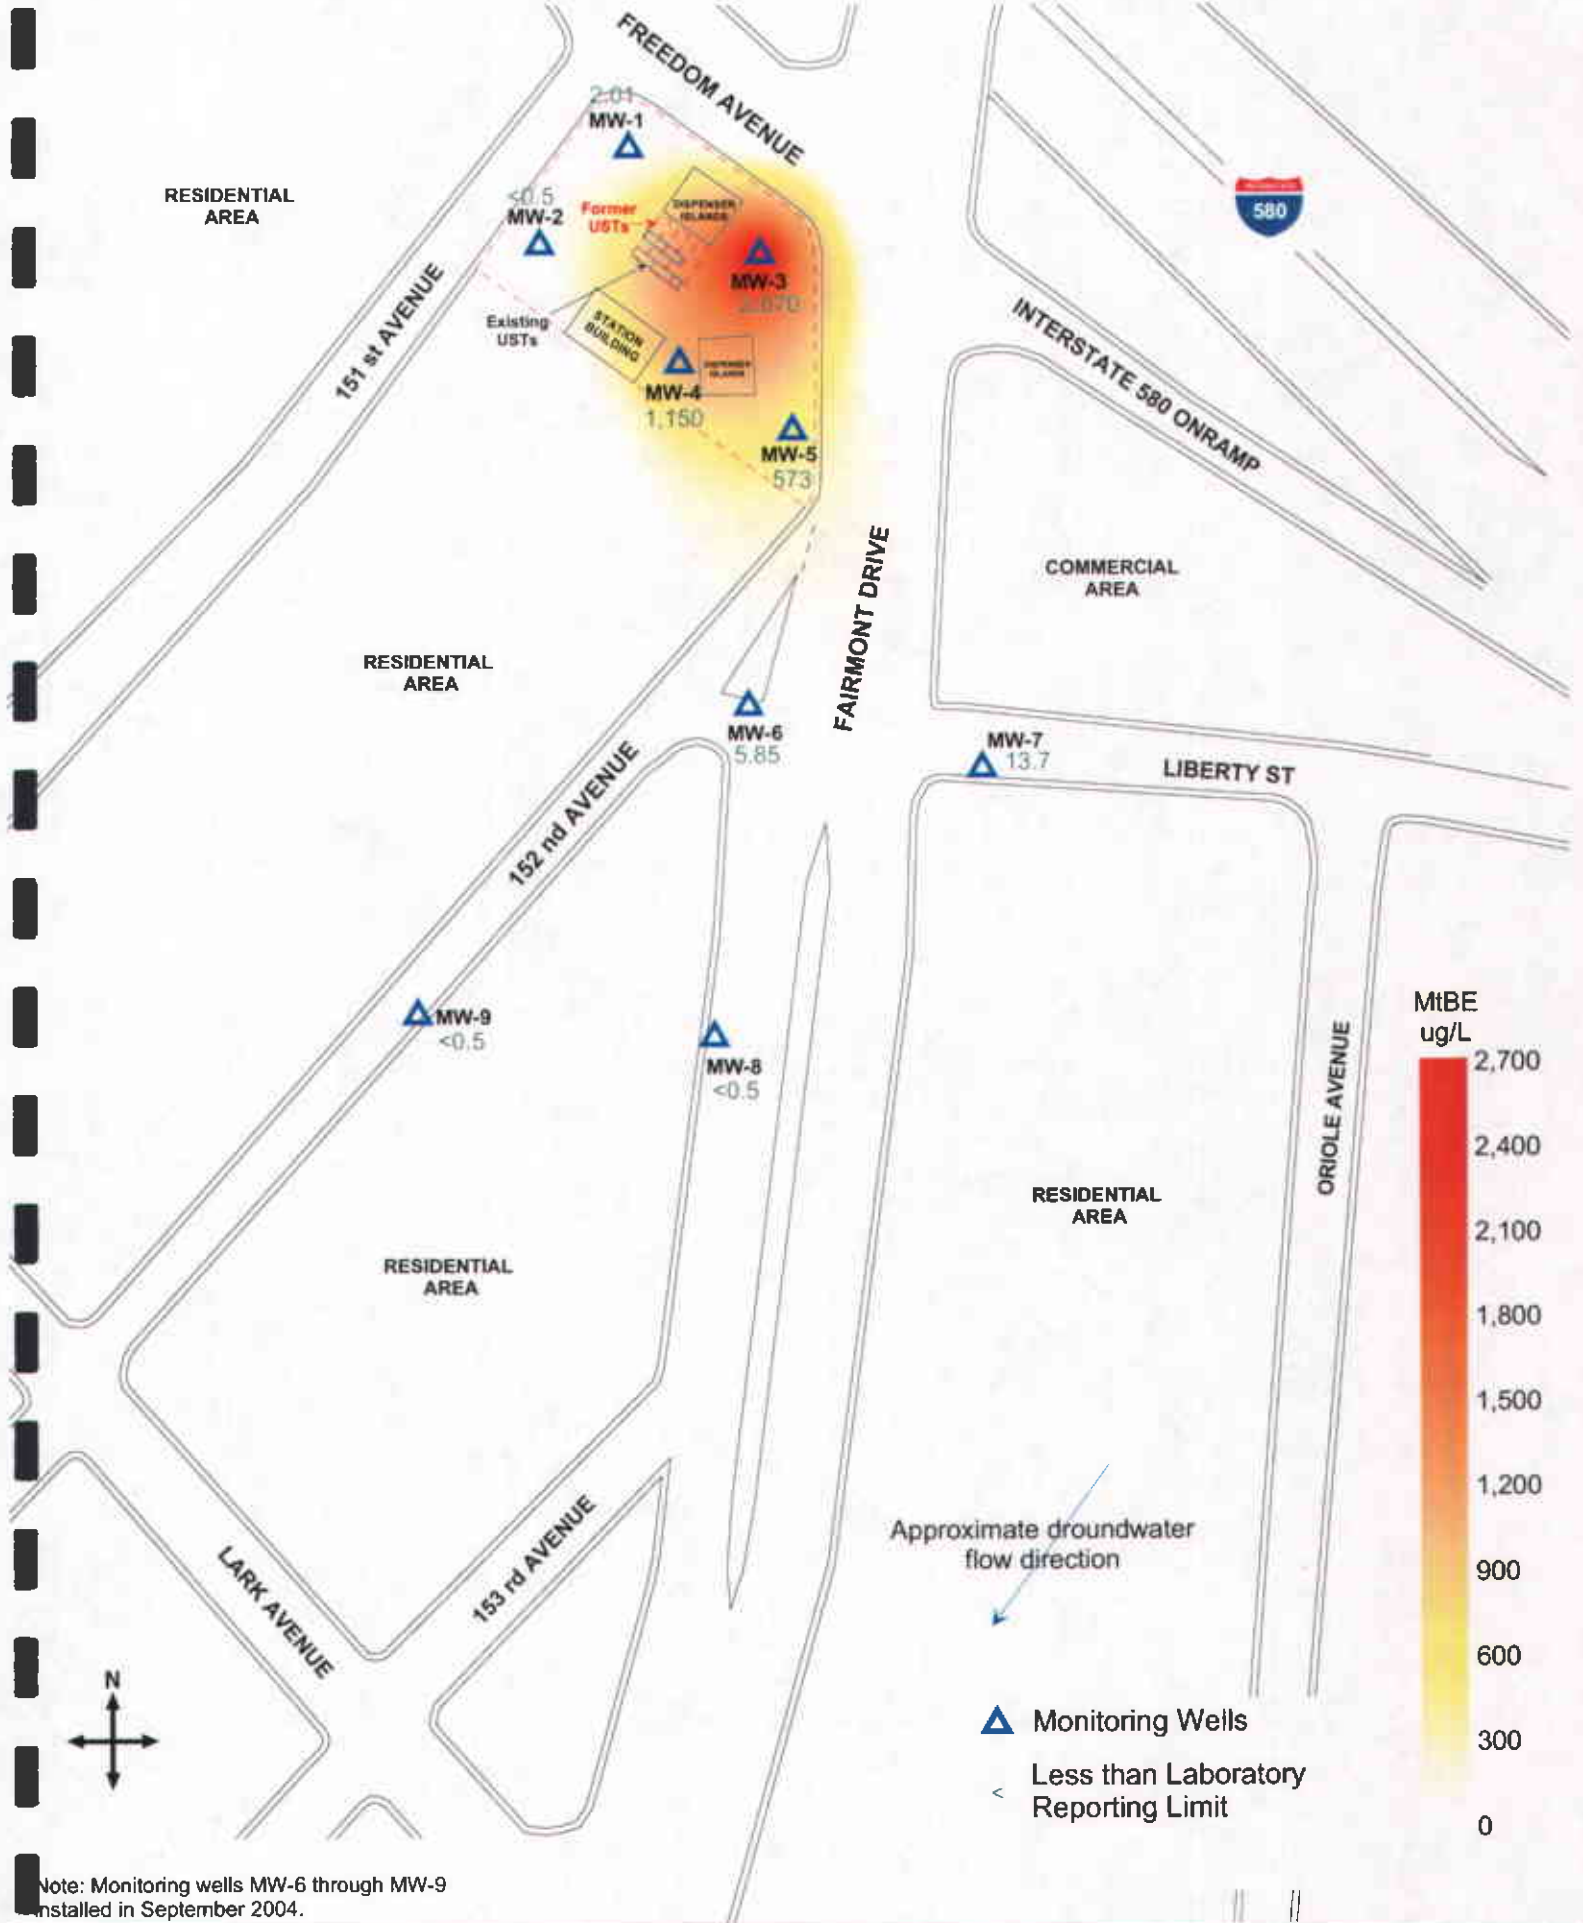 FREEDOM AVENUE
2.01
MW-1
RESIDENTIAL
AREA
<0.5
MW-2
Former
USTs
DISPENSER
ISLANDS
580
MW-3
Existing
USTs
STATION
BUILDING
DISPENSER
ISLANDS
151 st AVENUE
INTERSTATE 580 ONRAMP
MW-4
1,150
MW-5
573
COMMERCIAL
AREA
FAIRMONT DRIVE
RESIDENTIAL
AREA
MW-6
5.85
MW-7
13.7
LIBERTY ST
152 nd AVENUE
MW-9
<0.5
MW-8
<0.5
MtBE
ug/L
2,700
2,400
2,100
1,800
1,500
1,200
900
600
300
0
ORIOLE AVENUE
RESIDENTIAL
AREA
RESIDENTIAL
AREA
Approximate droundwater
flow direction
LARK AVENUE
153 rd AVENUE
N
Monitoring Wells
< Less than Laboratory
Reporting Limit
Note: Monitoring wells MW-6 through MW-9
installed in September 2004.